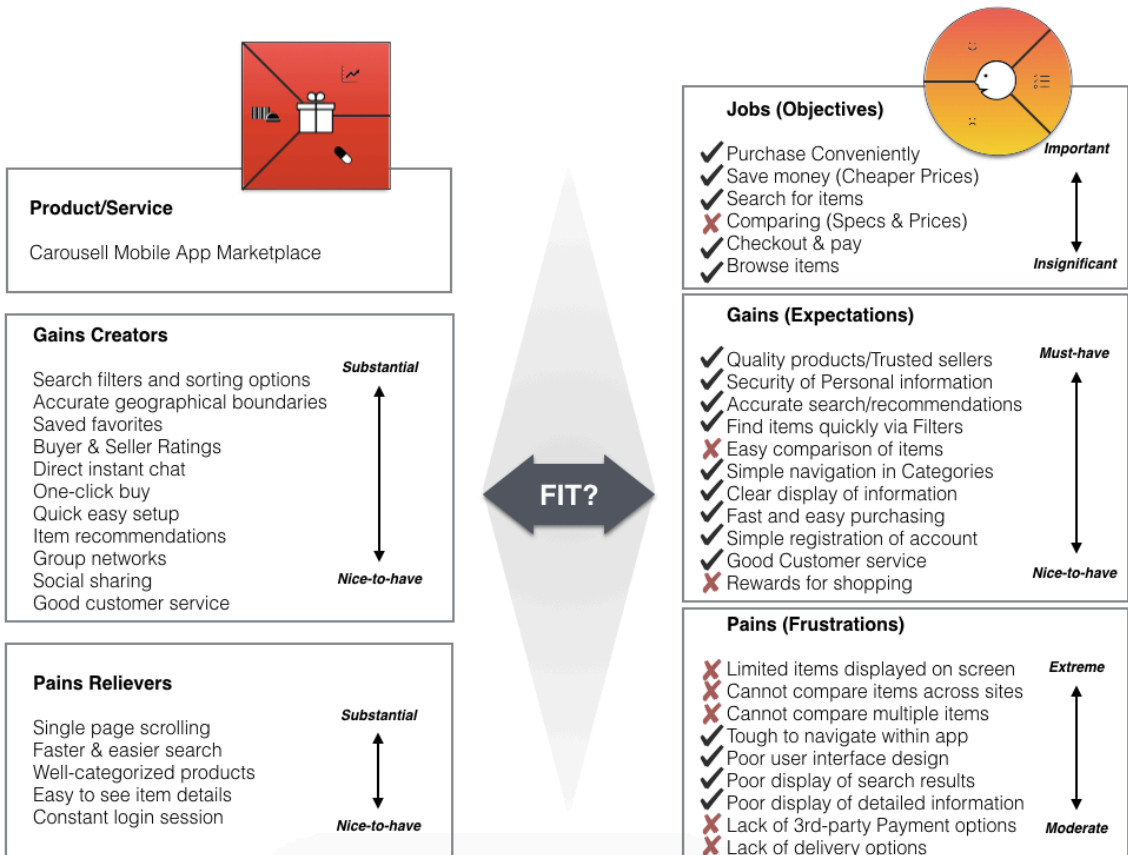 Product/Service
Carousell Mobile App Marketplace
Gains Creators
Search filters and sorting options
Accurate geographical boundaries
Saved favorites
Buyer & Seller Ratings
Direct instant chat
One-click buy
Quick easy setup
Item recommendations
Group networks
Social sharing
Good customer service
Substantial
Nice-to-have
Pains Relievers
Single page scrolling
Faster & easier search
Well-categorized products
Easy to see item details
Constant login session
Substantial
Nice-to-have
FIT?
Jobs (Objectives)
Purchase Conveniently
Save money (Cheaper Prices)
Search for items
Comparing (Specs & Prices)
Checkout & pay
Browse items
Important
Insignificant
Gains (Expectations)
Quality products/Trusted sellers
Security of Personal information
Accurate search/recommendations
Find items quickly via Filters
Easy comparison of items
Simple navigation in Categories
Clear display of information
Fast and easy purchasing
Simple registration of account
Good Customer service
Rewards for shopping
Must-have
Nice-to-have
Pains (Frustrations)
Limited items displayed on screen
Cannot compare items across sites
Cannot compare multiple items
Tough to navigate within app
Poor user interface design
Poor display of search results
Poor display of detailed information
Lack of 3rd-party Payment options
Lack of delivery options
Extreme
Moderate